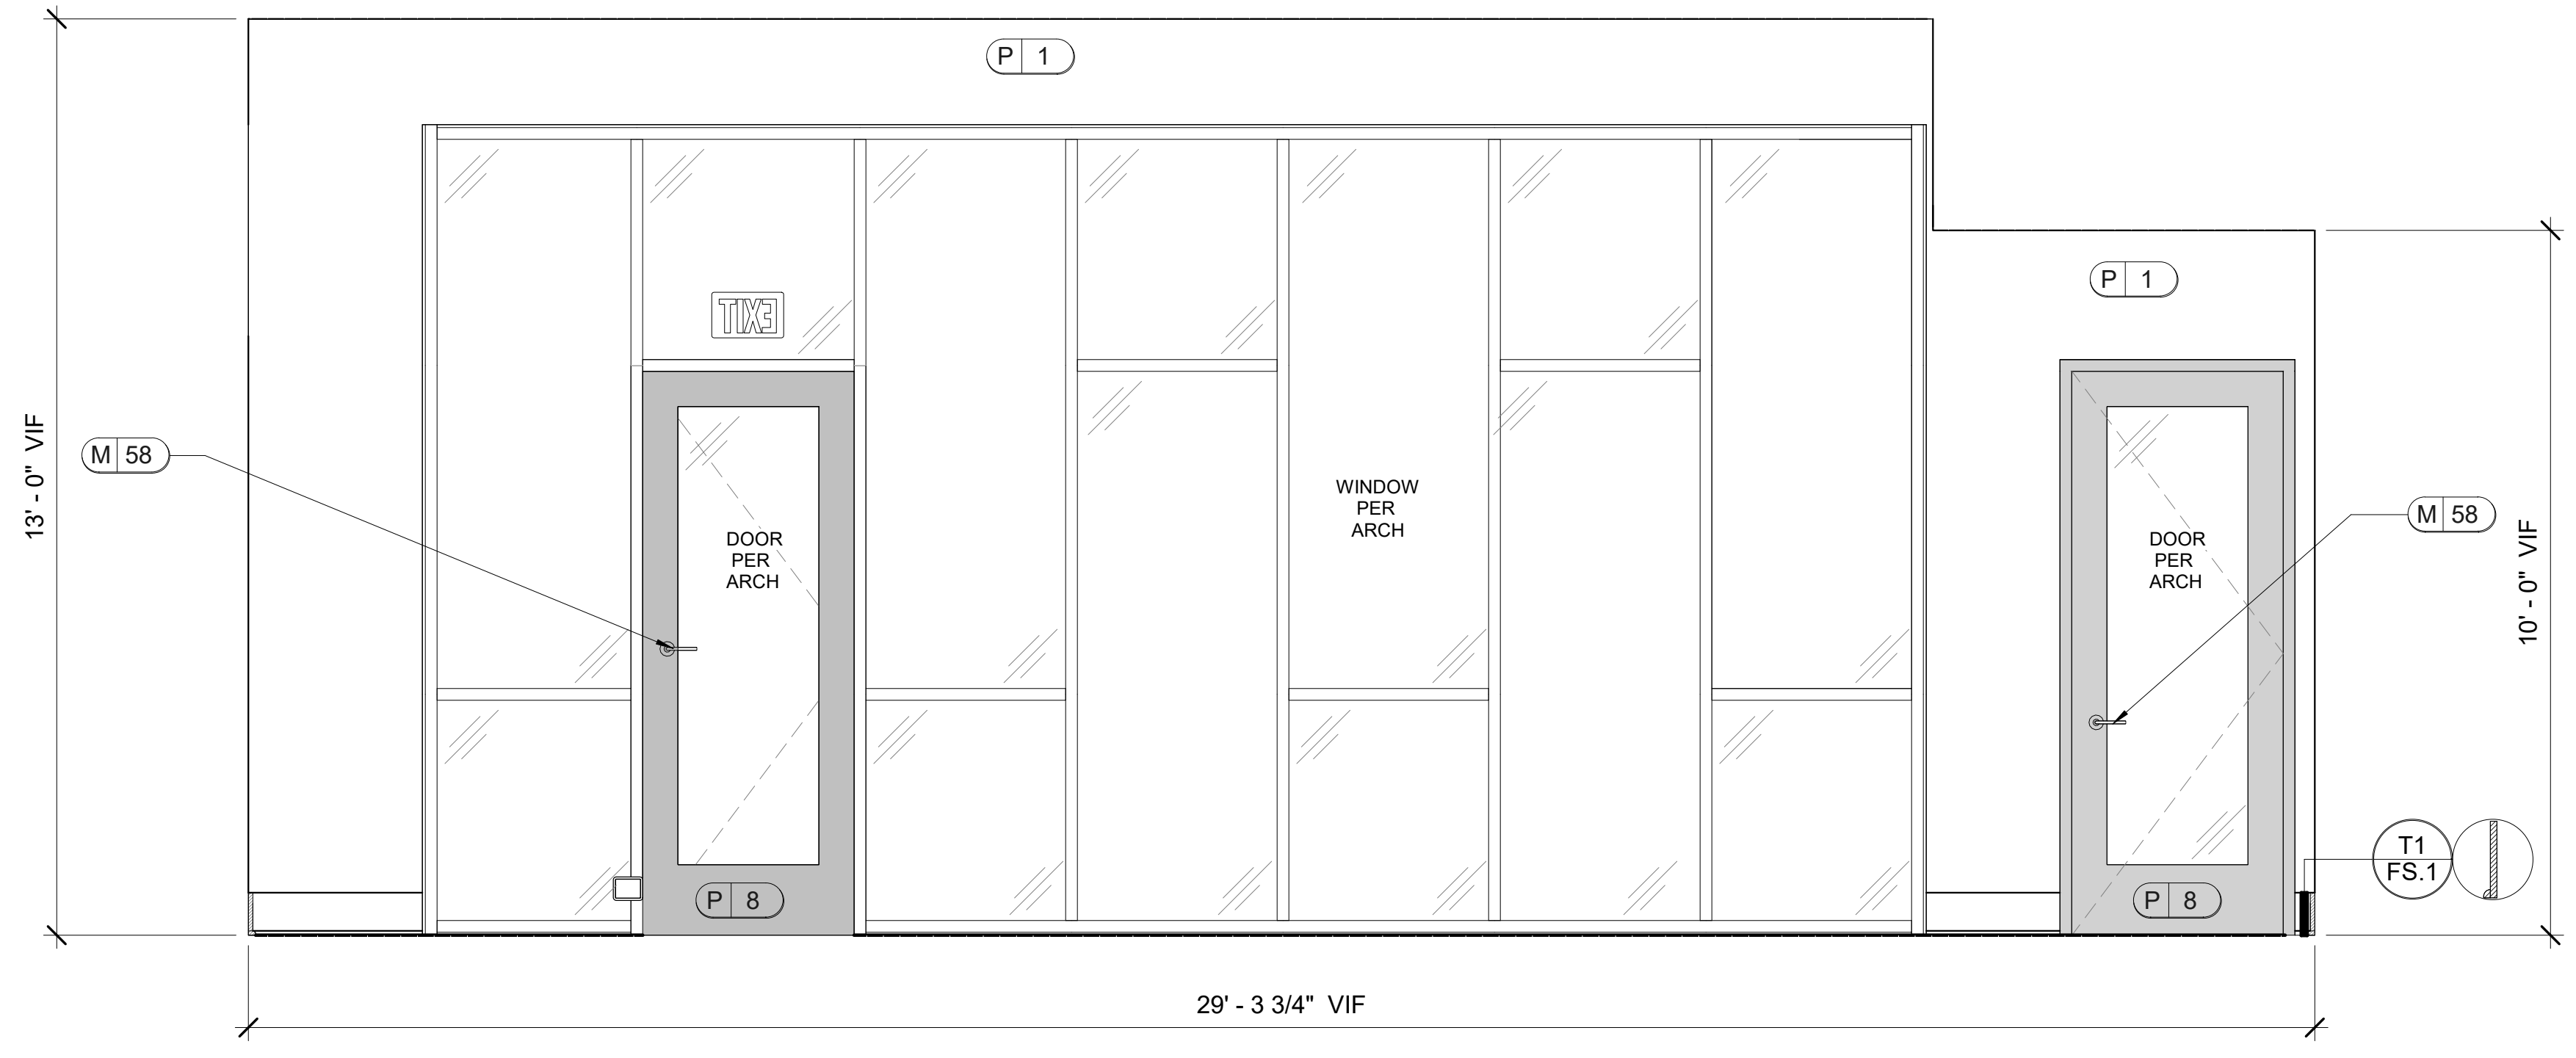 P 1
P 1
EXIT
13' - 0" VIF
M 58
WINDOW
PER
ARCH
DOOR
PER
ARCH
DOOR
PER
ARCH
M 58
10' - 0" VIF
T1
FS.1
P 8
P 8
29' - 3 3/4" VIF